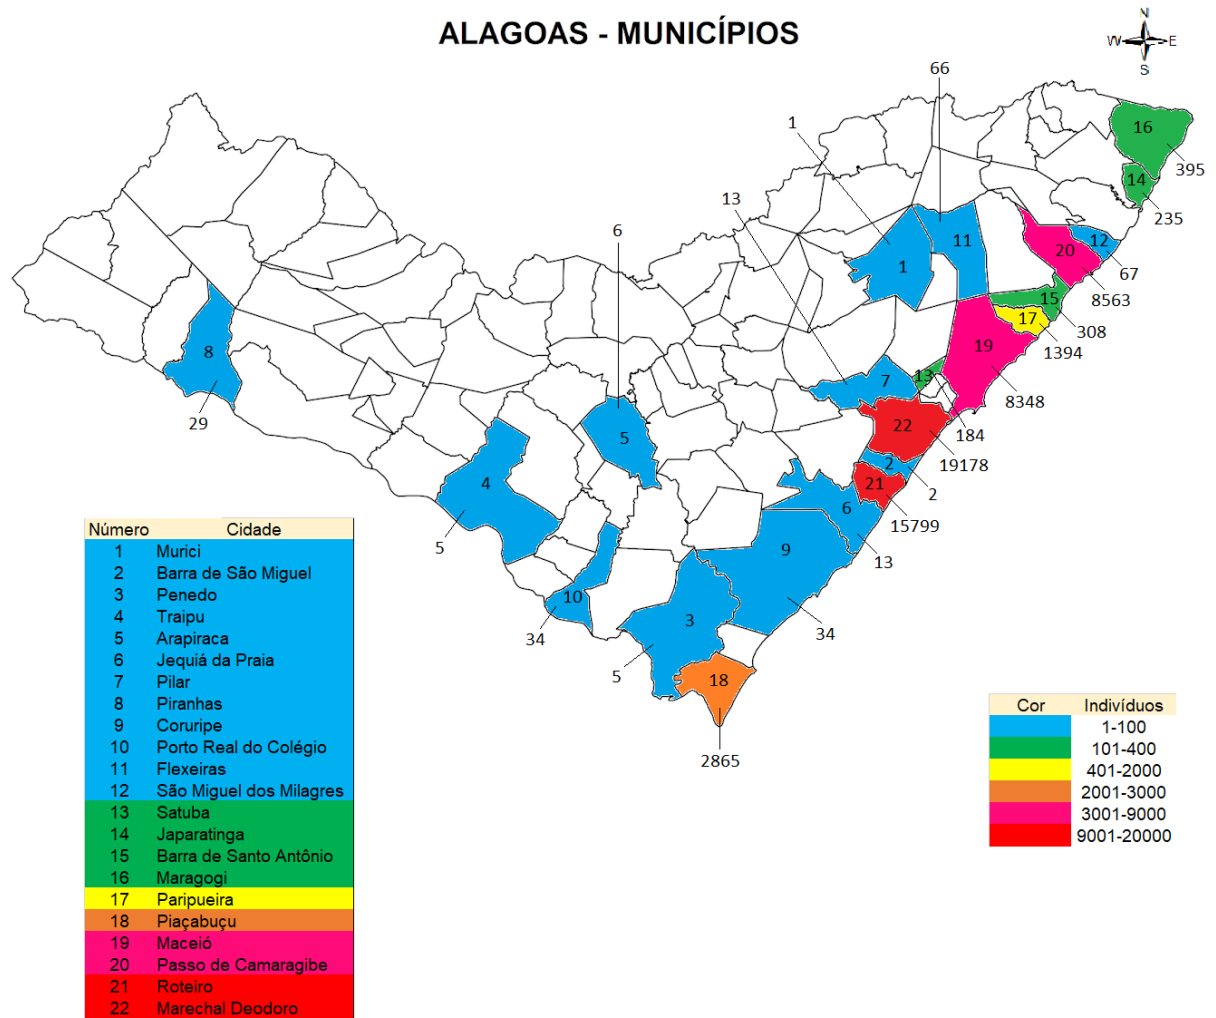 ALAGOAS - MUNICÍPIOS
N
W E
S
66
1
16
395
13
14
235
6
11
12
20
67
1
8563
15
308
17
1394
19
8
7
13
8348
29
184
22
5
19178
2
2
4
21
15799
6
5
13
9
10
34
3
34
5
18
2865
Número Cidade
1 Murici
2 Barra de São Miguel
3 Penedo
4 Traipu
5 Arapiraca
6 Jequiá da Praia
7 Pilar
8 Piranhas
9 Coruripe
10 Porto Real do Colégio
11 Flexeiras
12 São Miguel dos Milagres
13 Satuba
14 Japaratinga
15 Barra de Santo Antônio
16 Maragogi
17 Paripueira
18 Piaçabuçu
19 Maceió
20 Passo de Camaragibe
21 Roteiro
22 Marechal Deodoro
Cor Indivíduos
1-100
101-400
401-2000
2001-3000
3001-9000
9001-20000